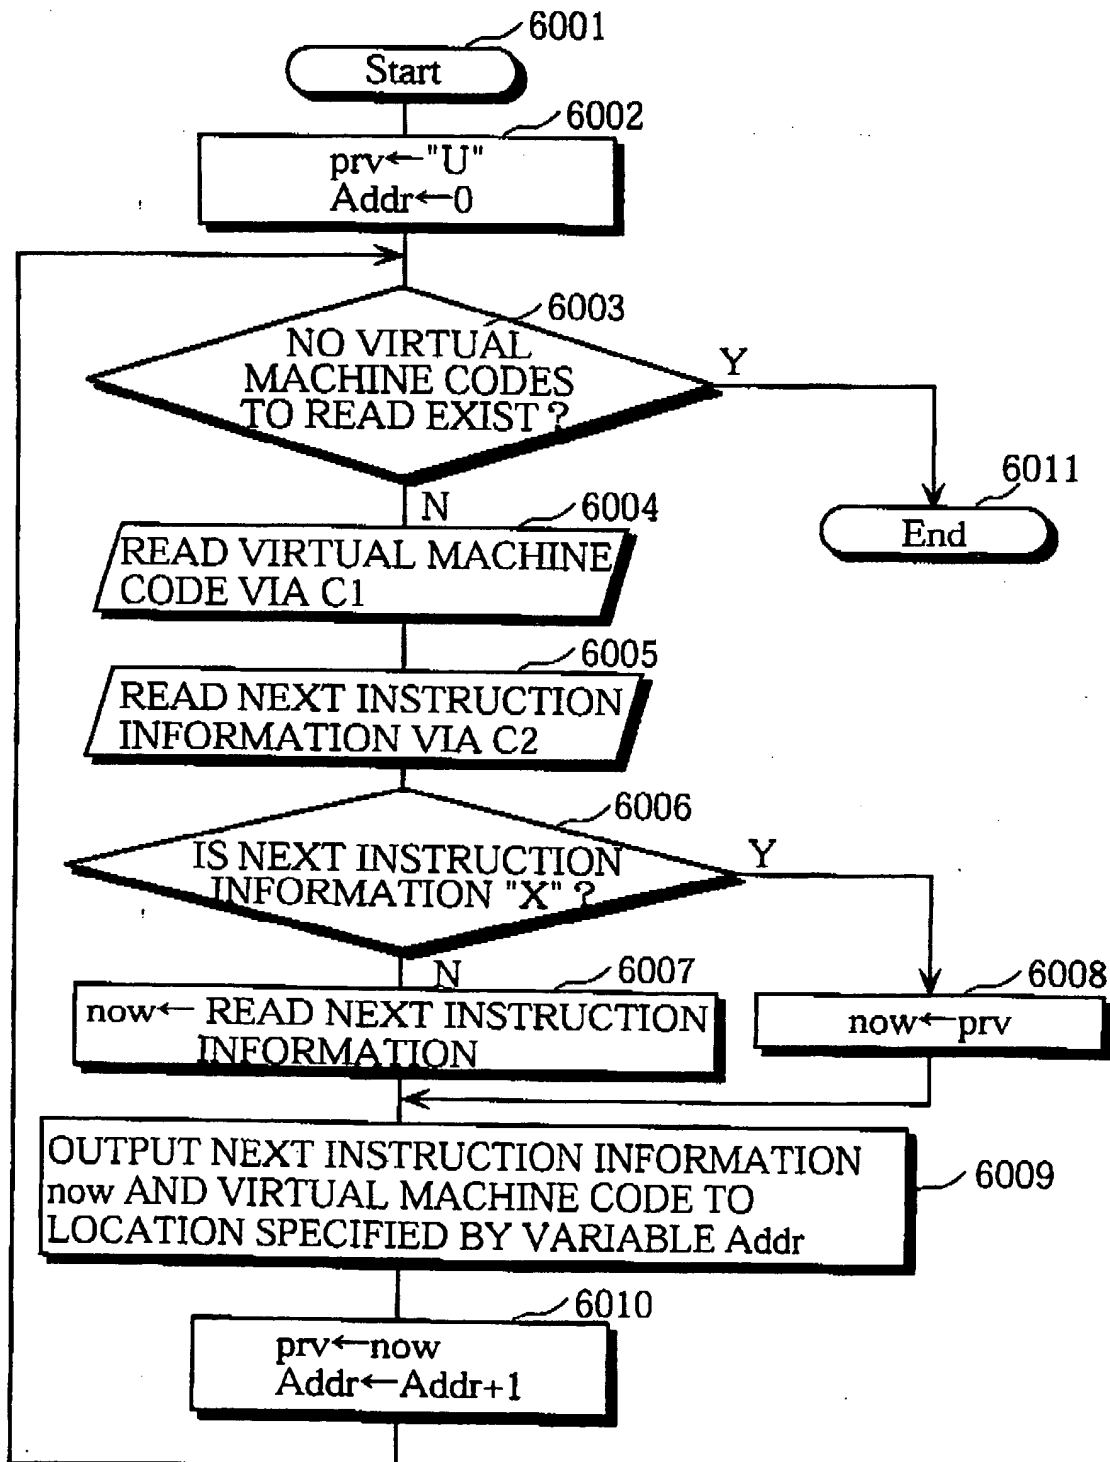 6001
Start
6002
prv←"U"
Addr←0
6003
NO VIRTUAL
MACHINE CODES
TO READ EXIST ?
Y
N
6011
End
6004
READ VIRTUAL MACHINE
CODE VIA C1
6005
READ NEXT INSTRUCTION
INFORMATION VIA C2
6006
IS NEXT INSTRUCTION
INFORMATION "X" ?
Y
N
6007
now← READ NEXT INSTRUCTION
INFORMATION
6008
now←prv
OUTPUT NEXT INSTRUCTION INFORMATION
now AND VIRTUAL MACHINE CODE TO
LOCATION SPECIFIED BY VARIABLE Addr
6009
6010
prv←now
Addr←Addr+1